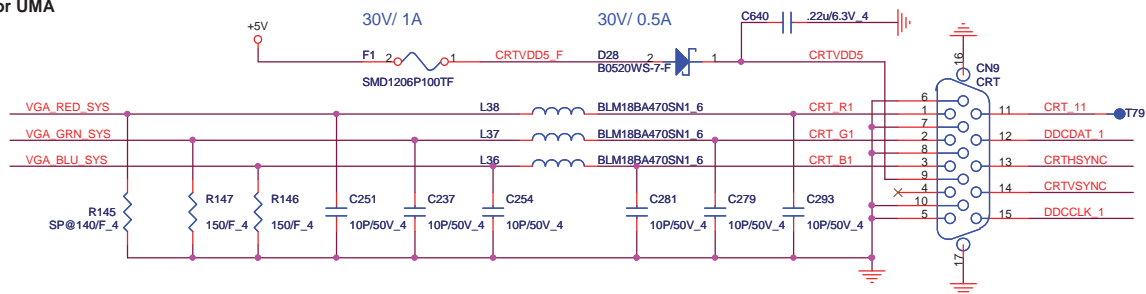 or UMA
30V/ 1A
30V/ 0.5A
C640
.22u/6.3V_4
+5V
F1
2
1
CRTVDD5_F
D28
2
1
CRTVDD5
SMD1206P100TF
B0520WS-7-F
16
CN9
CRT
VGA_RED_SYS
L38
BLM18BA470SN1_6
CRT_R1
6
1
11
CRT_11
T79
VGA_GRN_SYS
L37
BLM18BA470SN1_6
CRT_G1
7
2
12
DDCDAT_1
VGA_BLU_SYS
L36
BLM18BA470SN1_6
CRT_B1
8
3
13
CRTHSYNC
9
4
14
CRTVSYNC
10
5
15
DDCCLK_1
R145
SP@140/F_4
R147
150/F_4
R146
150/F_4
C251
10P/50V_4
C237
10P/50V_4
C254
10P/50V_4
C281
10P/50V_4
C279
10P/50V_4
C293
10P/50V_4
17